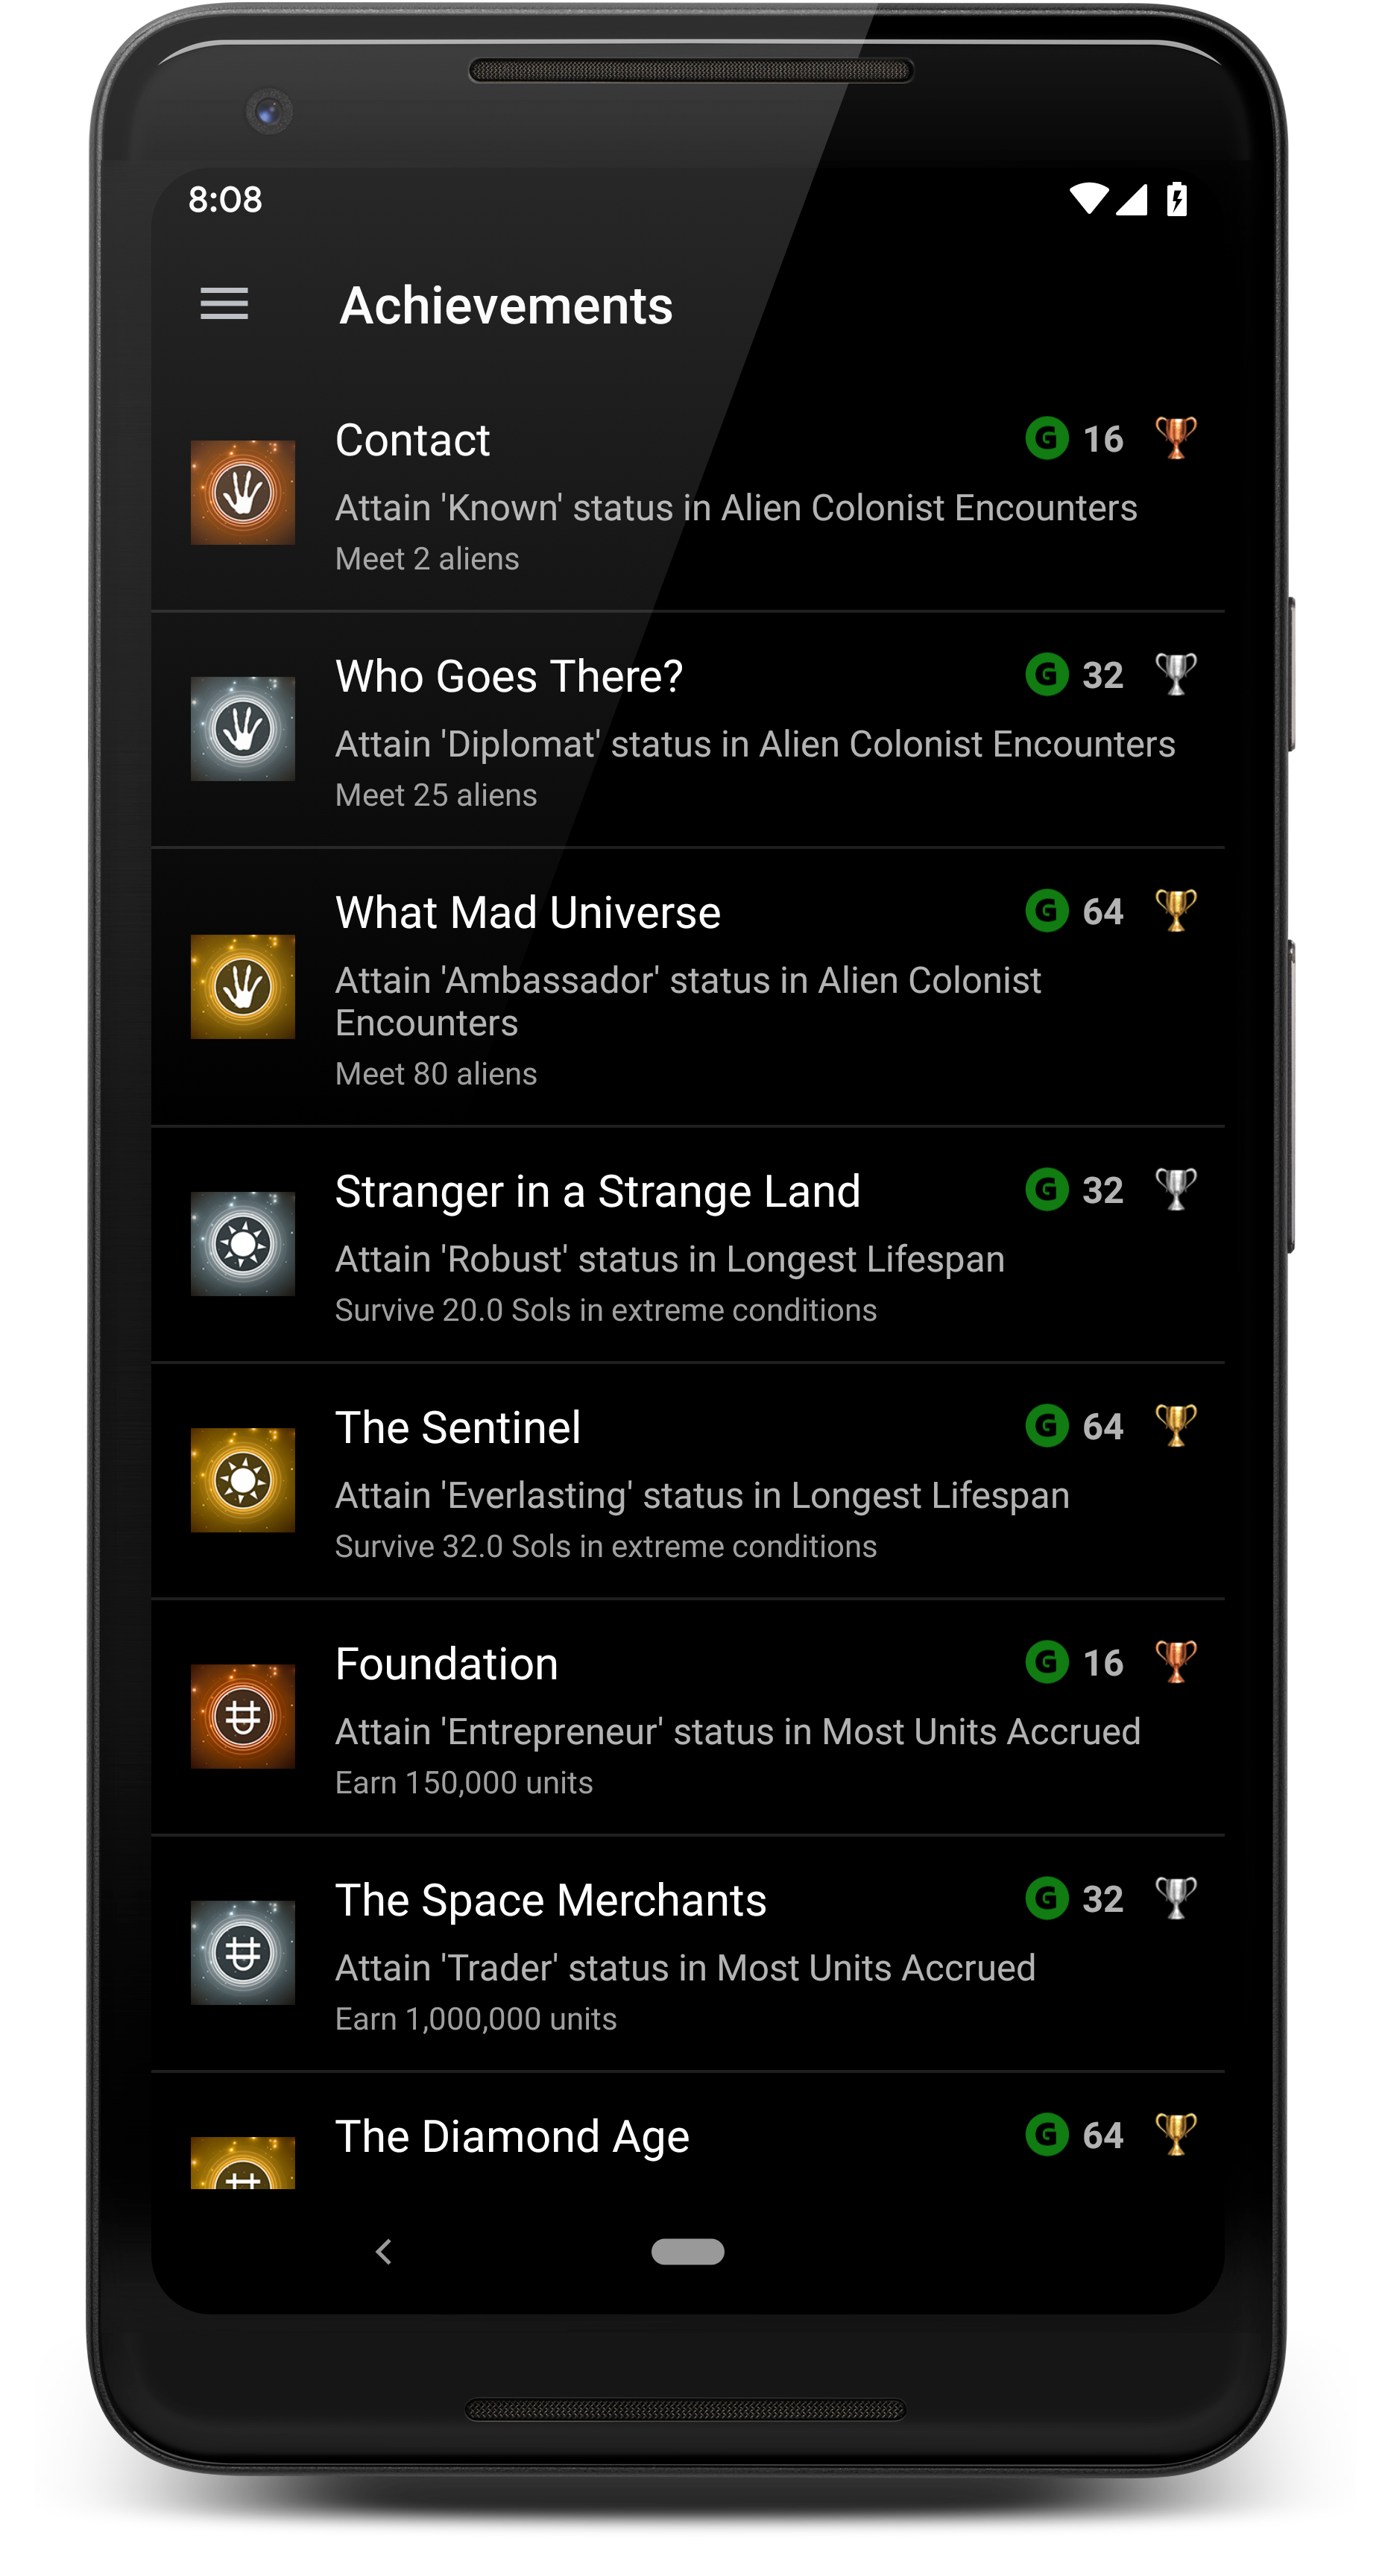 8:08
Achievements
Contact
G 16
Attain 'Known' status in Alien Colonist Encounters
Meet 2 aliens
Who Goes There?
G 32
Attain 'Diplomat' status in Alien Colonist Encounters
Meet 25 aliens
What Mad Universe
G 64
Attain 'Ambassador' status in Alien Colonist
Encounters
Meet 80 aliens
Stranger in a Strange Land
G 32
Attain 'Robust' status in Longest Lifespan
Survive 20.0 Sols in extreme conditions
The Sentinel
G 64
Attain 'Everlasting' status in Longest Lifespan
Survive 32.0 Sols in extreme conditions
Foundation
G 16
Attain 'Entrepreneur' status in Most Units Accrued
Earn 150,000 units
The Space Merchants
G 32
Attain 'Trader' status in Most Units Accrued
Earn 1,000,000 units
The Diamond Age
G 64